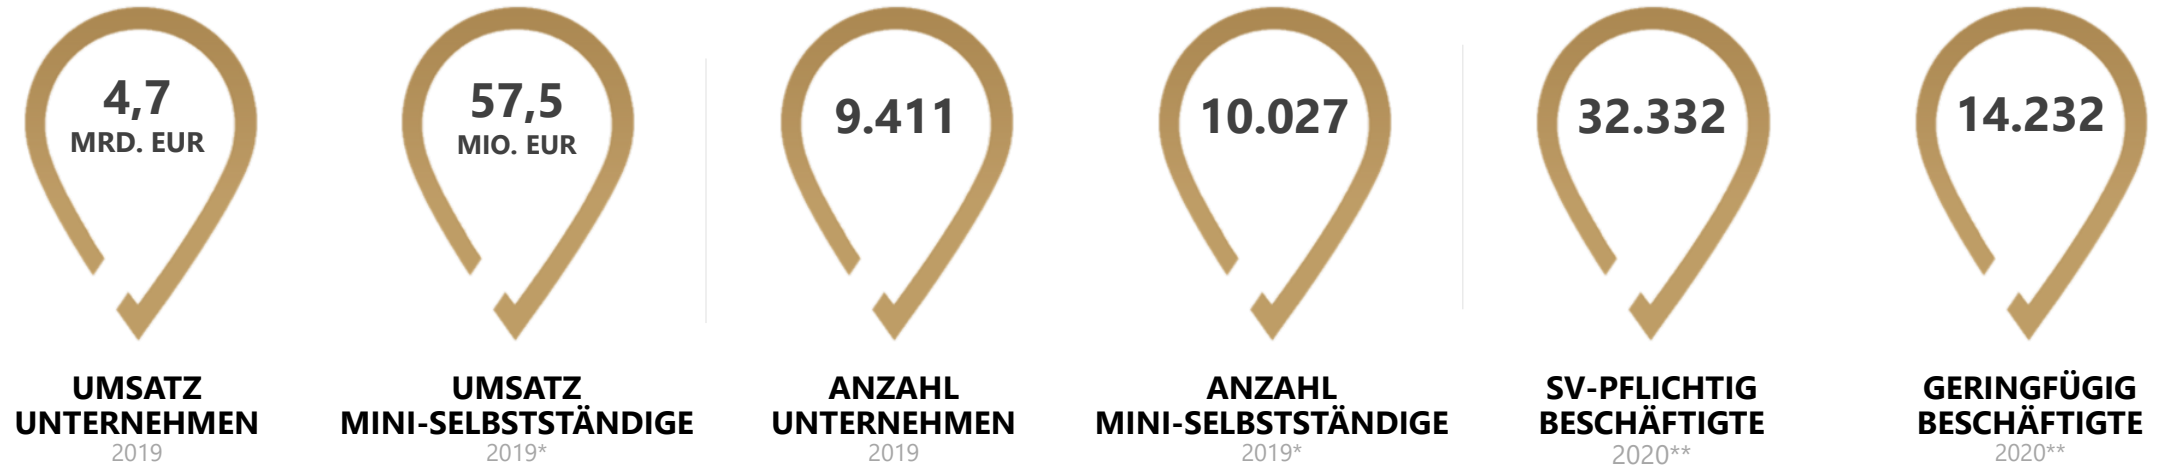 4,7
MRD. EUR
UMSATZ
UNTERNEHMEN
2019
57,5
MIO. EUR
UMSATZ
MINI-SELBSTSTÄNDIGE
2019*
9.411
ANZAHL
UNTERNEHMEN
2019
10.027
ANZAHL
MINI-SELBSTSTÄNDIGE
2019*
32.332
SV-PFLICHTIG
BESCHÄFTIGTE
2020**
14.232
GERINGFÜGIG
BESCHÄFTIGTE
2020**